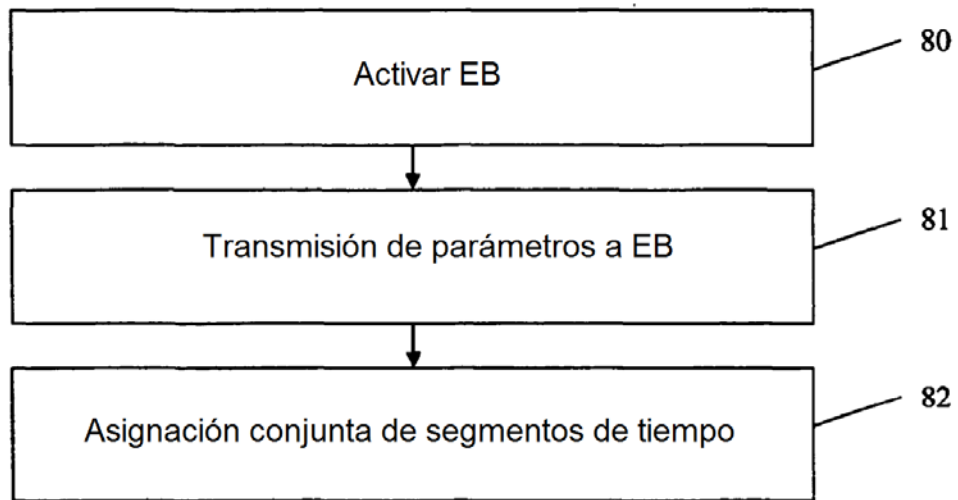 Activar EB
80
Transmisión de parámetros a EB
81
Asignación conjunta de segmentos de tiempo
82